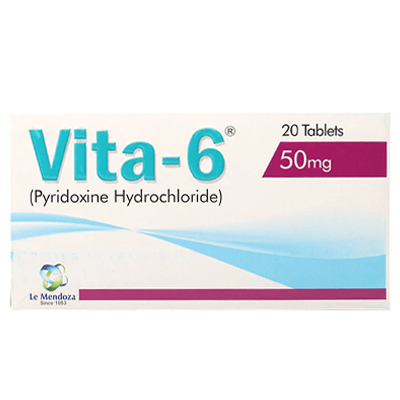 Vita-6®
20 Tablets
50mg
(Pyridoxine Hydrochloride)
Le Mendoza
Since 1953